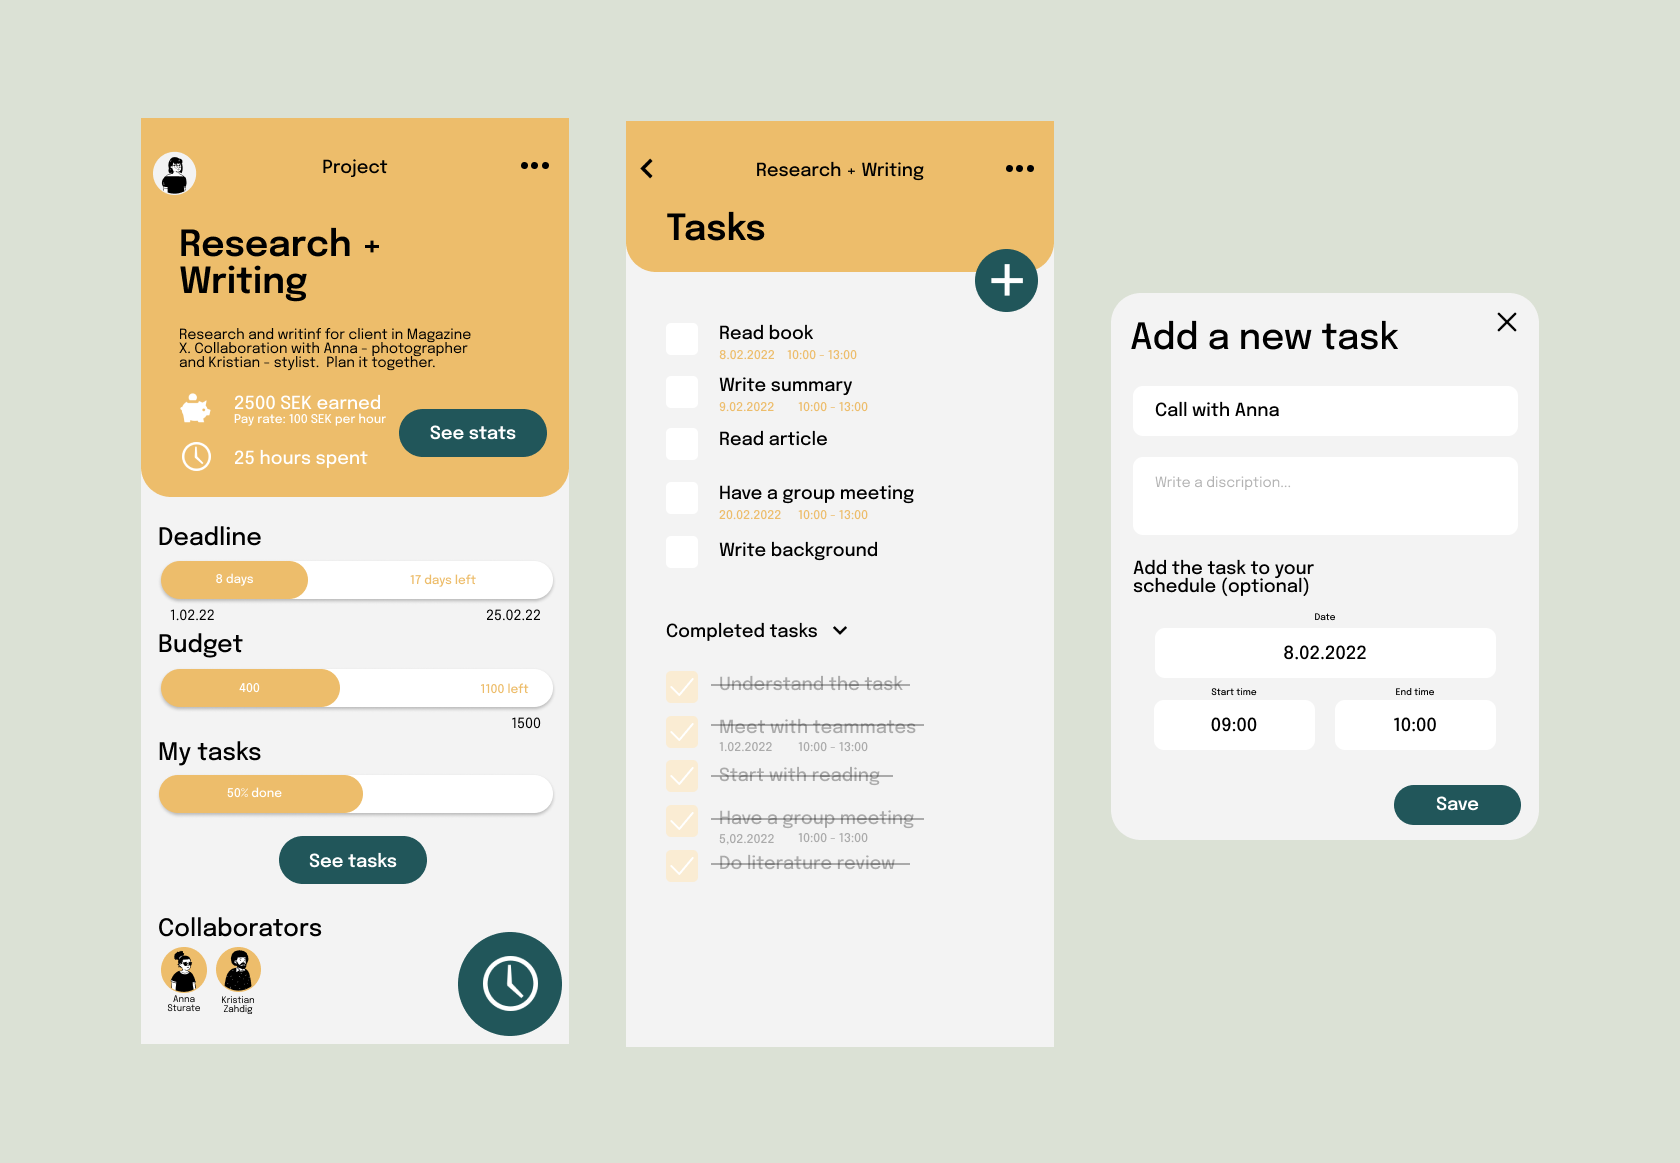 Project
Research +
Writing
Research and writinf for client in Magazine
X. Collaboration with Anna - photographer
and Kristian - stylist.  Plan it together.
2500 SEK earned
Pay rate: 100 SEK per hour
25 hours spent
See stats
Deadline
8 days
17 days left
1.02.22
25.02.22
Budget
400
1100 left
1500
My tasks
50% done
See tasks
Collaborators
Anna
Sturate
Kristian
Zahdig
Research + Writing
Tasks
Read book
8.02.2022 10:00 - 13:00
Write summary
9.02.2022 10:00 - 13:00
Read article
Have a group meeting
20.02.2022 10:00 - 13:00
Write background
Completed tasks
Understand the task
Meet with teammates
1.02.2022 10:00 - 13:00
Start with reading
Have a group meeting
5,02.2022 10:00 - 13:00
Do literature review
Add a new task
Call with Anna
Write a discription...
Add the task to your
schedule (optional)
Date
8.02.2022
Start time
End time
09:00
10:00
Save